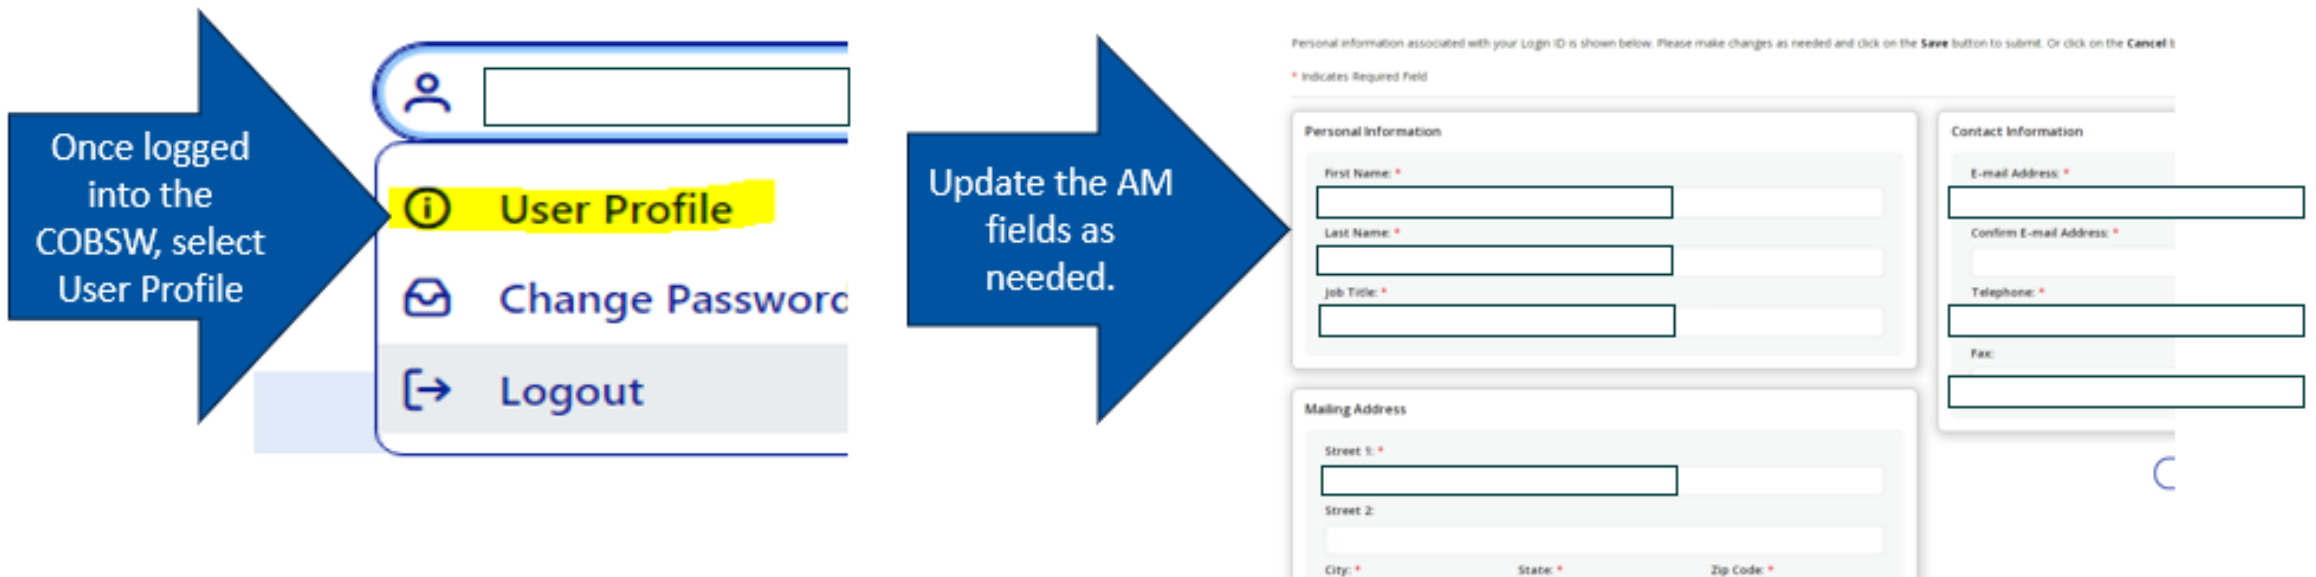 Once logged
into the
COBSW, select
User Profile
User Profile
Change Password
Logout
Update the AM
fields as
needed.
Personal information associated with your Login ID is shown below. Please make changes as needed and click on the Save button to submit. Or click on the Cancel
* Indicates Required Field
Personal Information
First Name: *
Last Name: *
Job Title: *
Mailing Address
Street 1: *
Street 2:
City: * State: * Zip Code: *
Contact Information
E-mail Address: *
Confirm E-mail Address: *
Telephone: *
Fax: